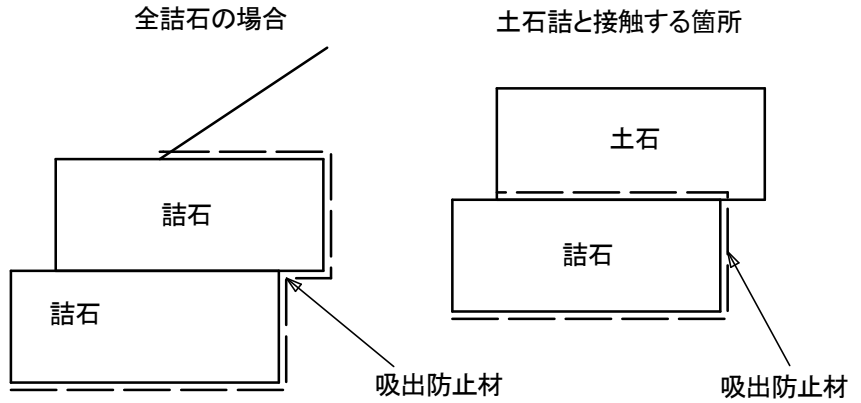 全詰石の場合
土石詰と接触する箇所
土石
詰石
詰石
詰石
吸出防止材
吸出防止材